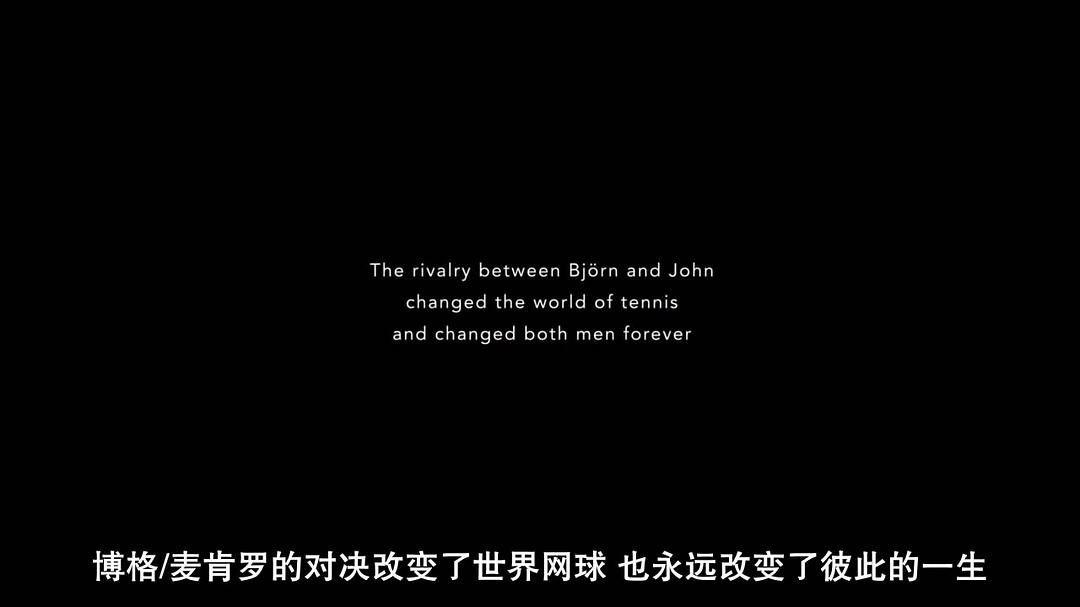 The rivalry between Björn and John
changed the world of tennis
and changed both men forever
博格/麦肯罗的对决改变了世界网球 也永远改变了彼此的一生